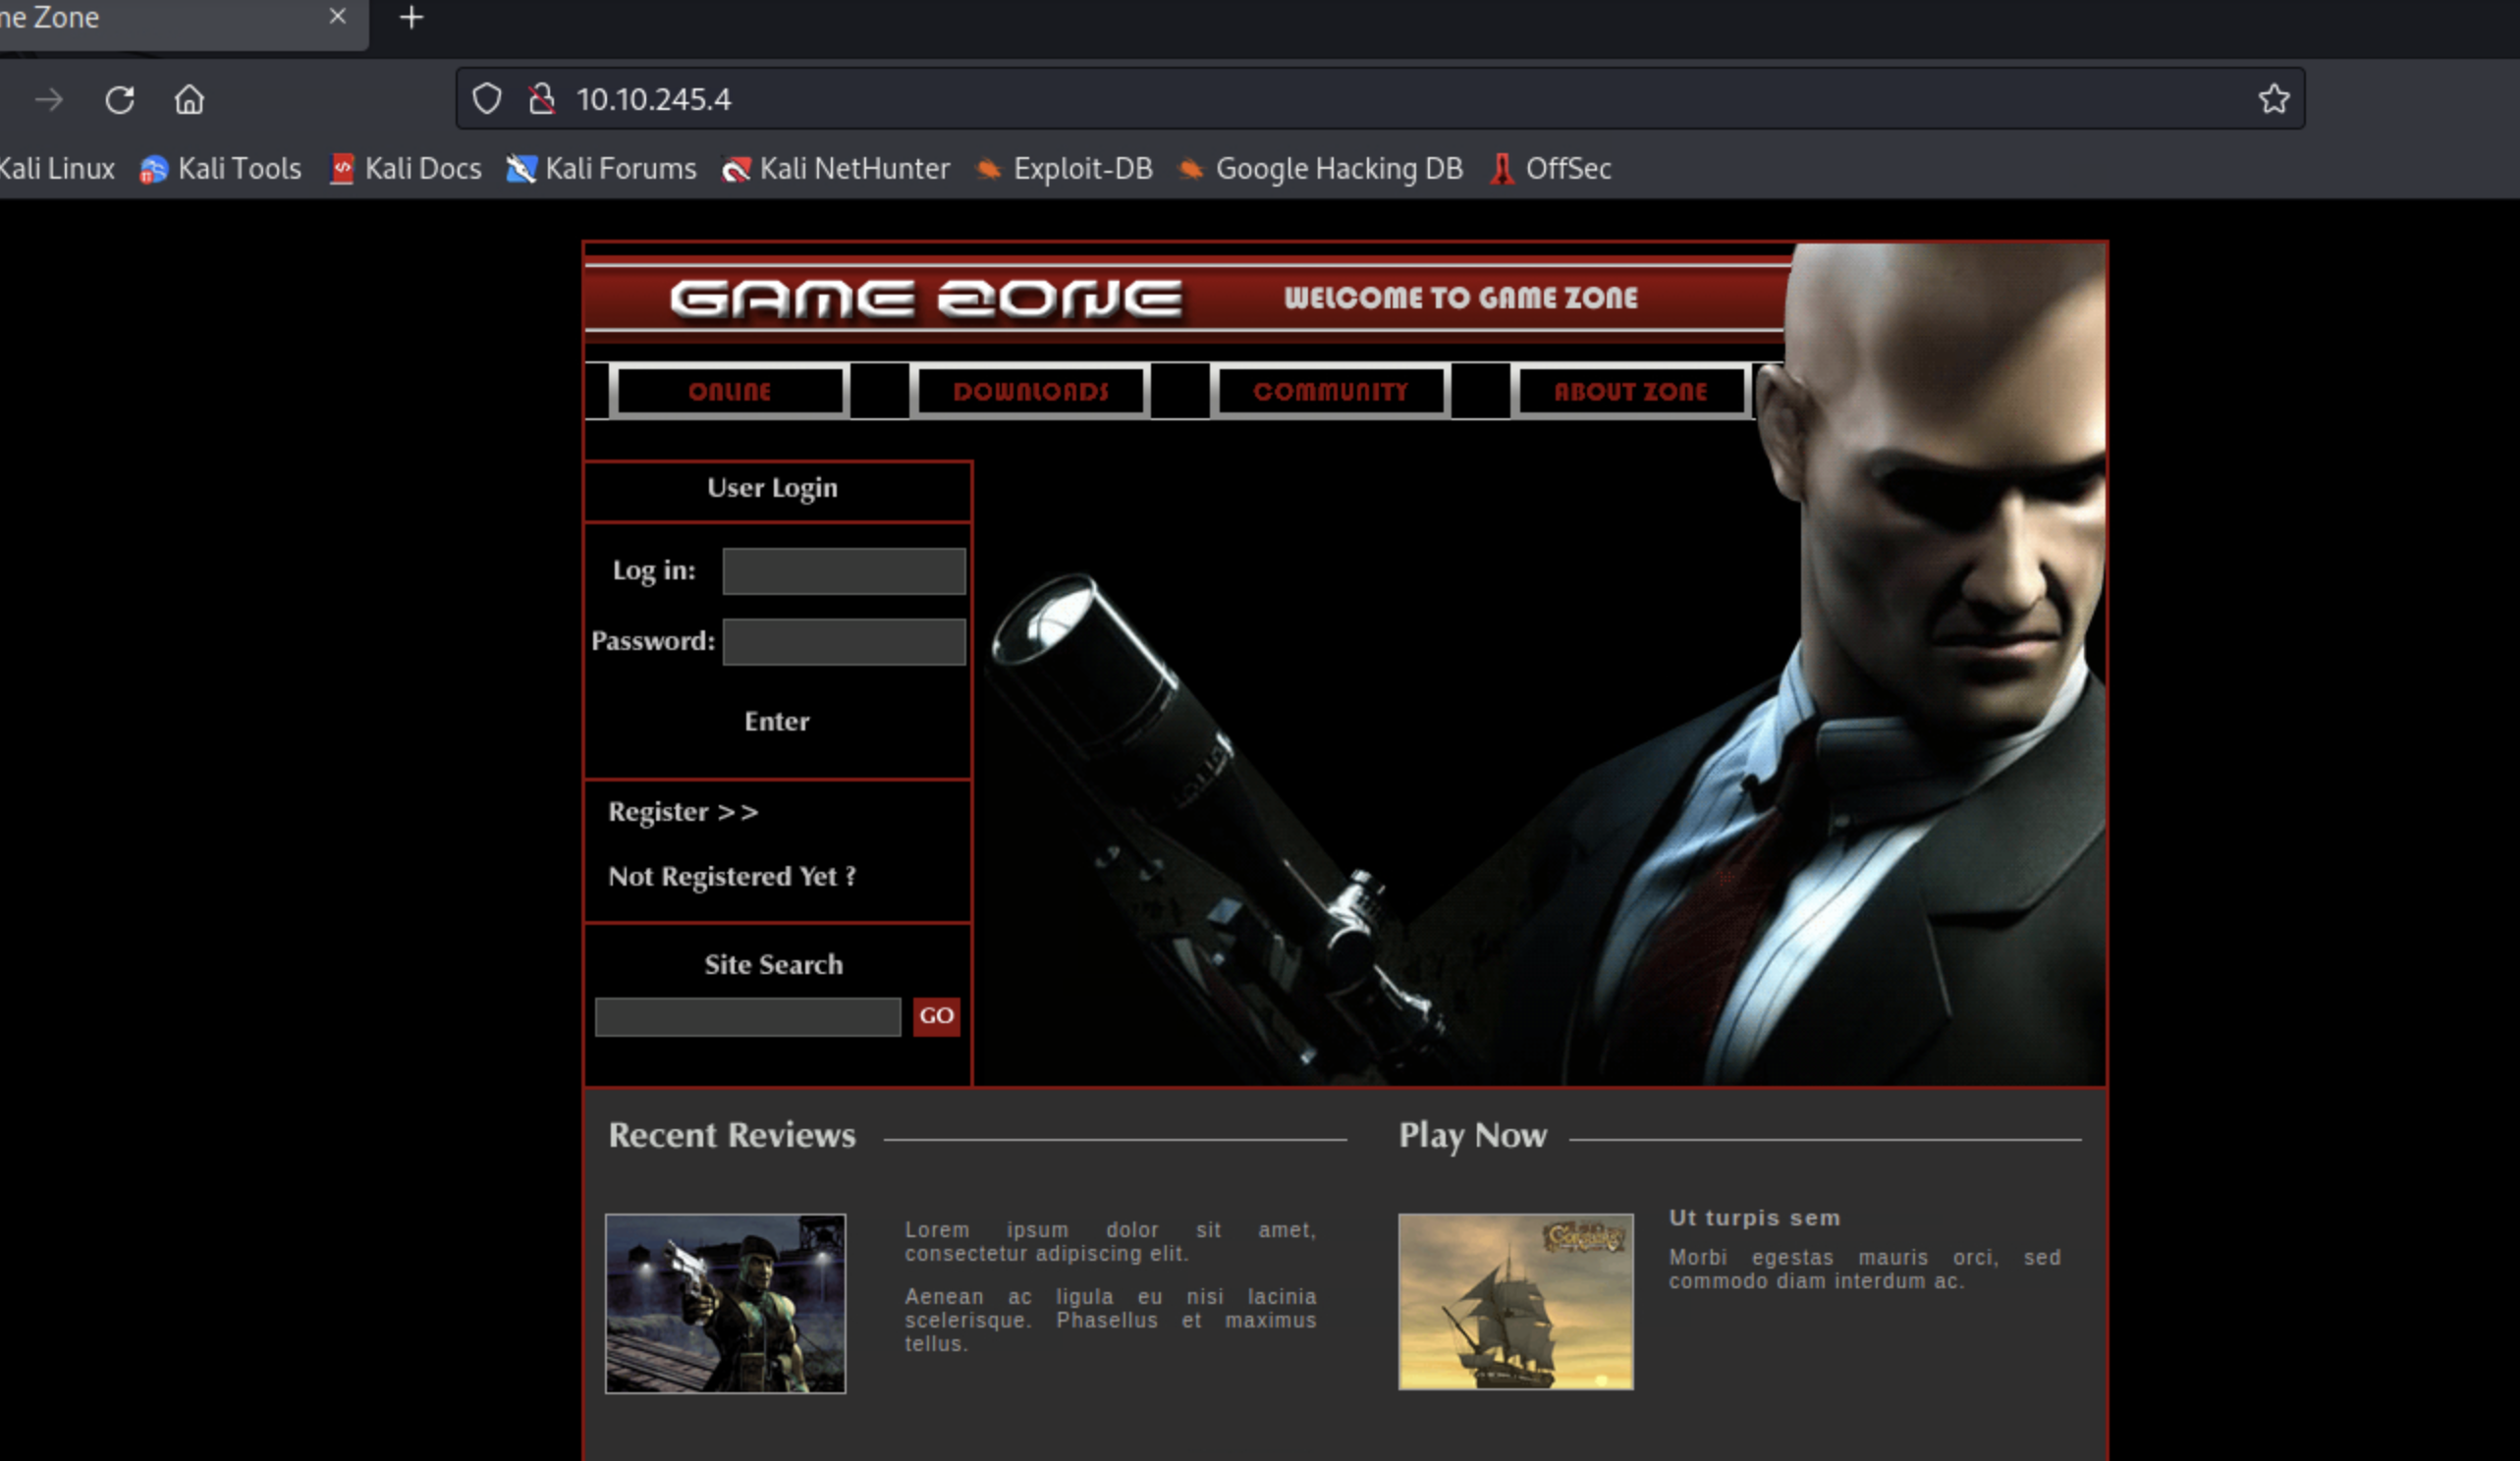 me Zone
10.10.245.4
Kali Linux Kali Tools Kali Docs Kali Forums Kali NetHunter Exploit-DB Google Hacking DB OffSec
GAME ZONE
WELCOME TO GAME ZONE
ONLINE DOWNLOADS COMMUNITY ABOUT ZONE
User Login
Log in:
Password:
Enter
Register >>
Not Registered Yet ?
Site Search
GO
Recent Reviews
Lorem ipsum dolor sit amet,
consectetur adipiscing elit.
Aenean ac ligula eu nisi lacinia
scelerisque. Phasellus et maximus
tellus.
Play Now
Ut turpis sem
Morbi egestas mauris orci, sed
commodo diam interdum ac.